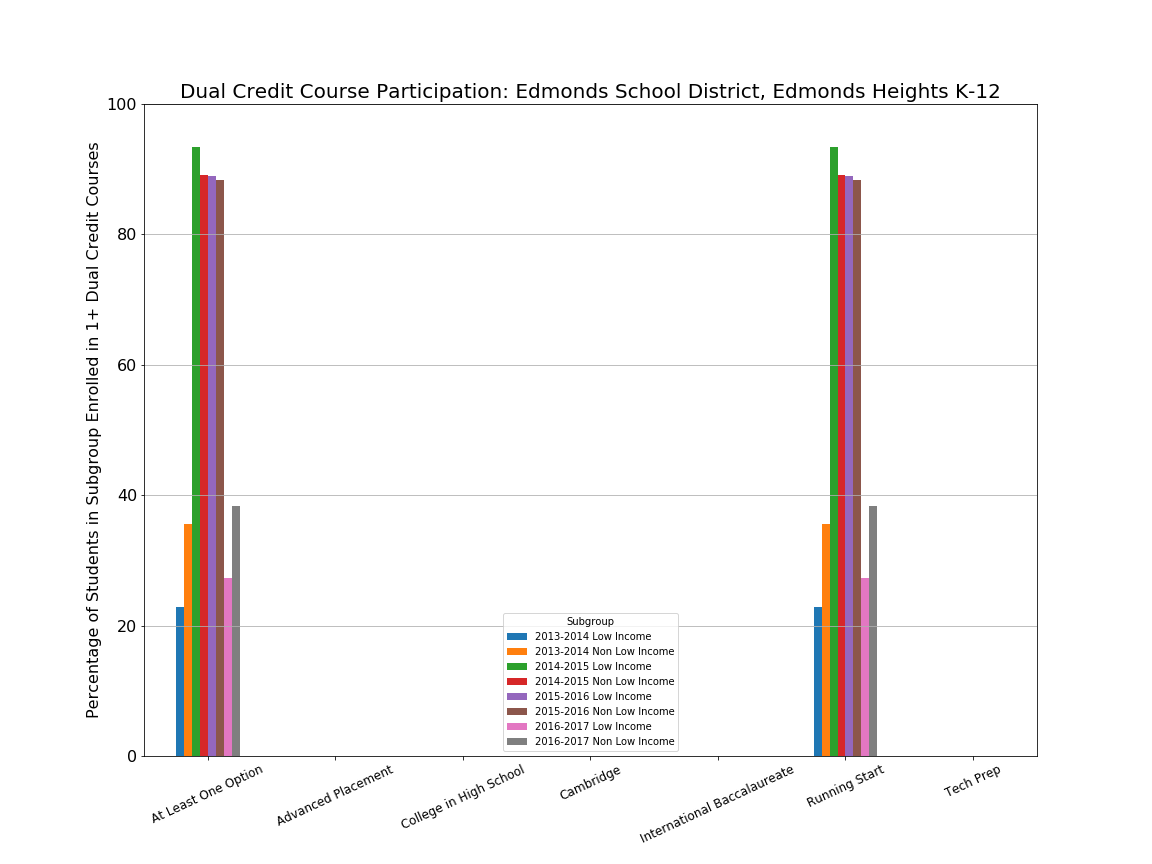 Dual Credit Course Participation: Edmonds School District, Edmonds Heights K-12
Percentage of Students in Subgroup Enrolled in 1+ Dual Credit Courses
100
80
60
40
20
0
Subgroup
2013-2014 Low Income
2013-2014 Non Low Income
2014-2015 Low Income
2014-2015 Non Low Income
2015-2016 Low Income
2015-2016 Non Low Income
2016-2017 Low Income
2016-2017 Non Low Income
At Least One Option
Advanced Placement
College in High School
Cambridge
International Baccalaureate
Running Start
Tech Prep